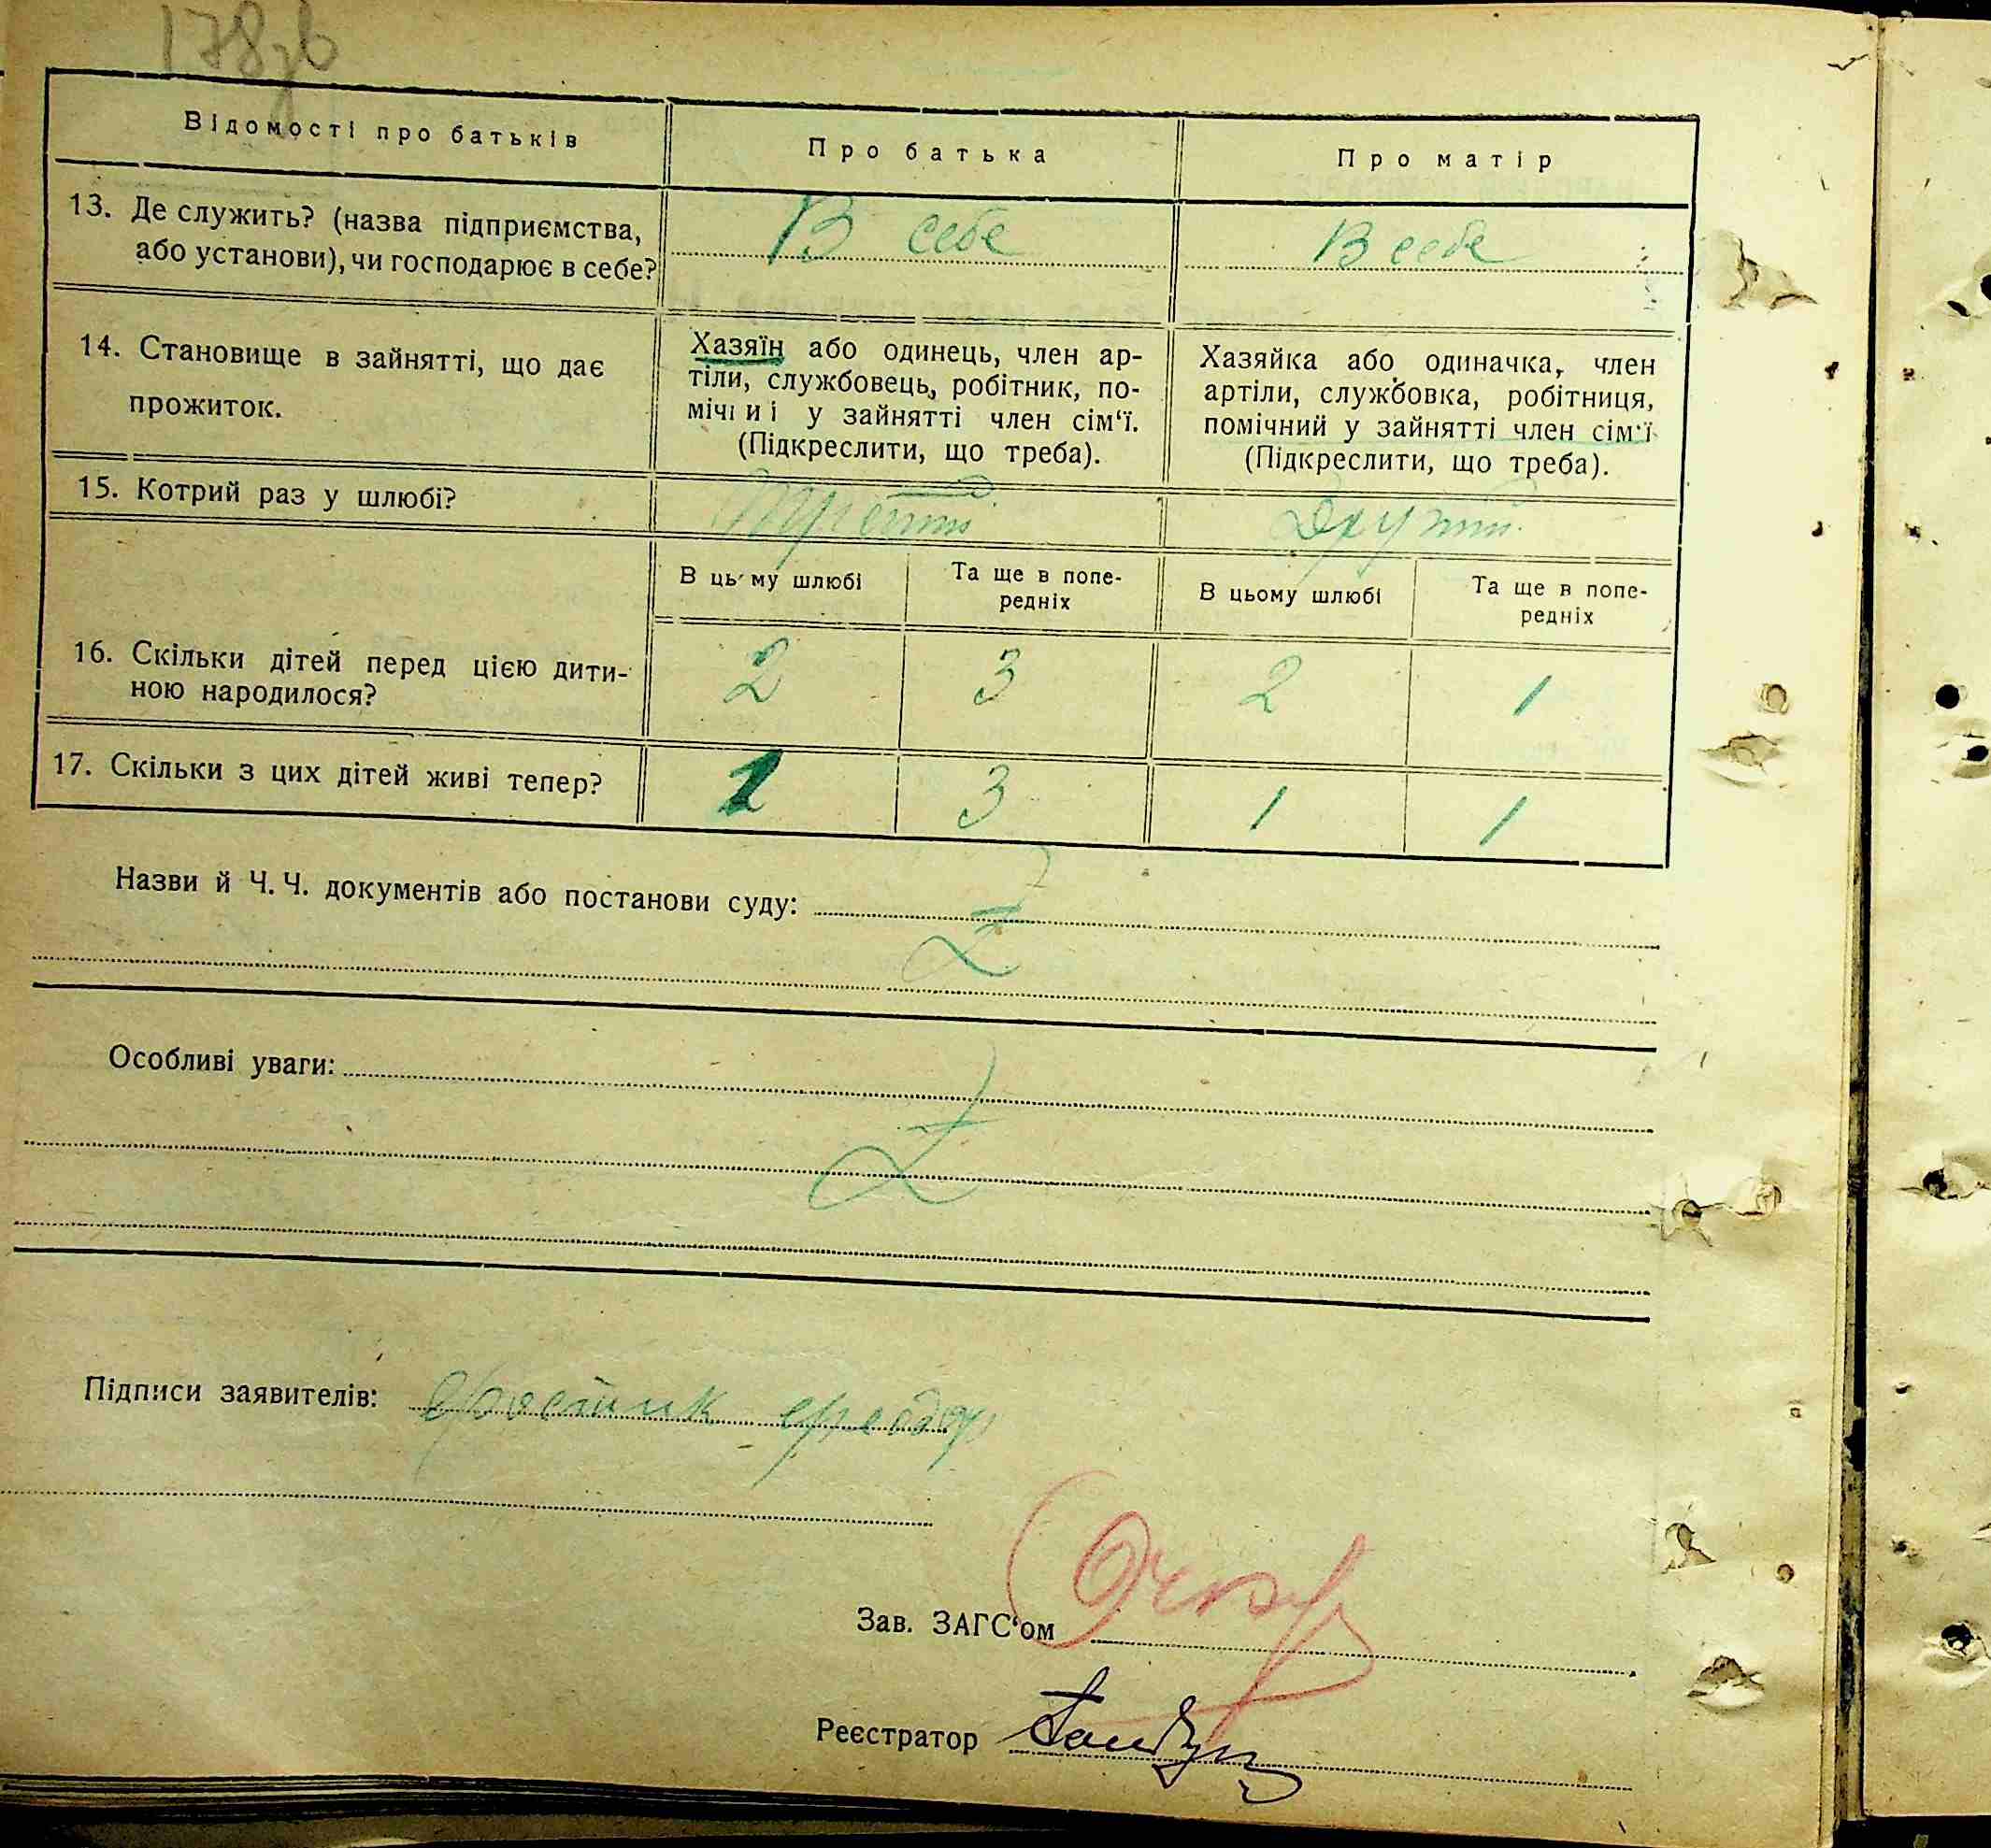 178зв
Відомості про батьків
Про батька
Про матір
13. Де служить? (назва підприємства,
або установи), чи господарює в себе?
В себе
В себе
14. Становище в зайнятті, що дає
прожиток.
Хазяїн або одинець, член ар-
тіли, службовець, робітник, по-
мічниі у зайнятті член сім‘ї.
(Підкреслити, що треба).
Хазяйка або одиначка, член
артіли, службовка, робітниця,
помічний у зайнятті член сім‘ї
(Підкреслити, що треба).
15. Котрий раз у шлюбі?
Третій
Другий
В цьому шлюбі
Та ще в попе-
редніх
В цьому шлюбі
Та ще в попе-
редніх
16. Скільки дітей перед цією дити-
ною народилося?
2
3
2
1
17. Скільки з цих дітей живі тепер?
1
3
1
1
Назви й Ч. Ч. документів або постанови суду:
Z
Особливі уваги:
Z
Підписи заявителів:
Зав. ЗАГС‘ом
Реєстратор